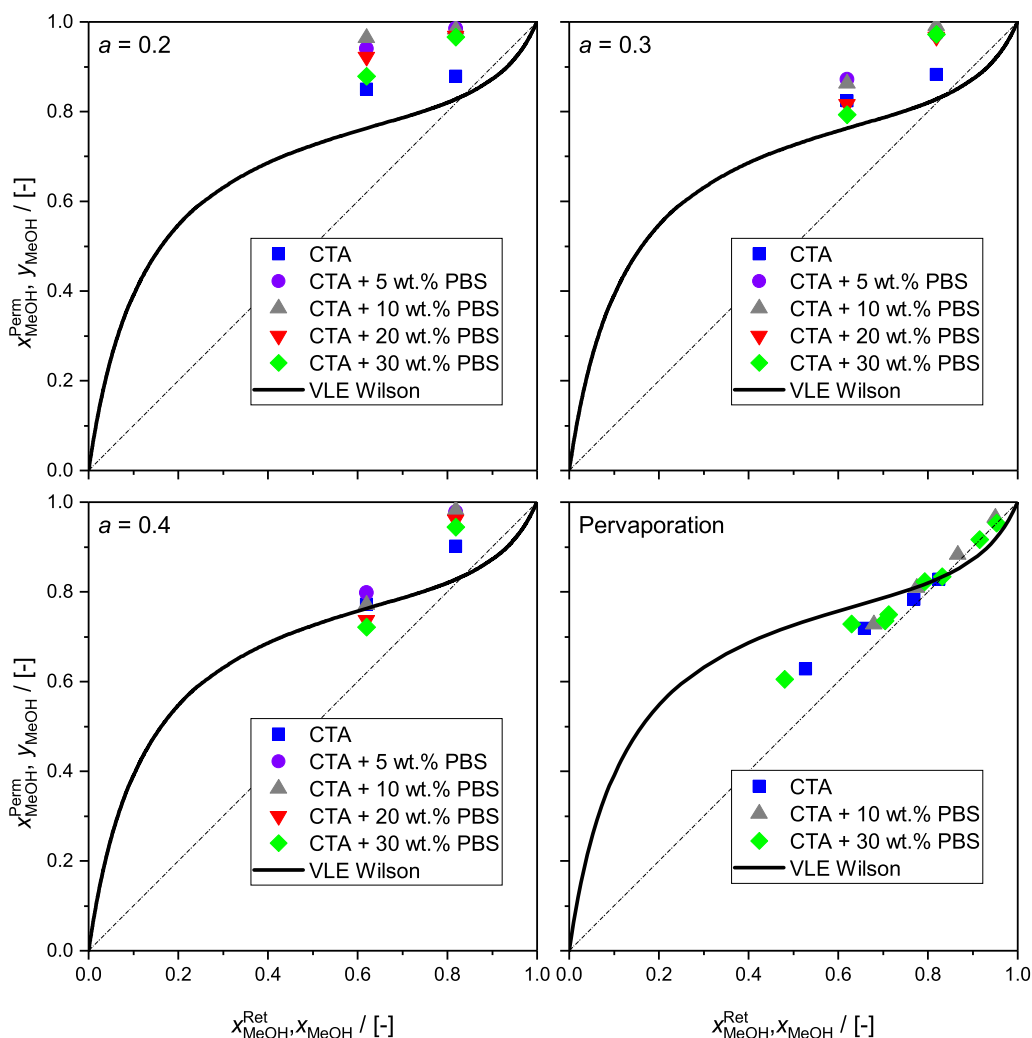 a = 0.2
1.0
0.8
0.6
0.4
0.2
0.0
x^Perm_MeOH, y_MeOH / [-]
CTA
CTA + 5 wt.% PBS
CTA + 10 wt.% PBS
CTA + 20 wt.% PBS
CTA + 30 wt.% PBS
VLE Wilson
a = 0.3
CTA
CTA + 5 wt.% PBS
CTA + 10 wt.% PBS
CTA + 20 wt.% PBS
CTA + 30 wt.% PBS
VLE Wilson
a = 0.4
1.0
0.8
0.6
0.4
0.2
0.0
x^Perm_MeOH, y_MeOH / [-]
CTA
CTA + 5 wt.% PBS
CTA + 10 wt.% PBS
CTA + 20 wt.% PBS
CTA + 30 wt.% PBS
VLE Wilson
0.0 0.2 0.4 0.6 0.8 1.0
x^Ret_MeOH, x_MeOH / [-]
Pervaporation
CTA
CTA + 10 wt.% PBS
CTA + 30 wt.% PBS
VLE Wilson
0.0 0.2 0.4 0.6 0.8 1.0
x^Ret_MeOH, x_MeOH / [-]